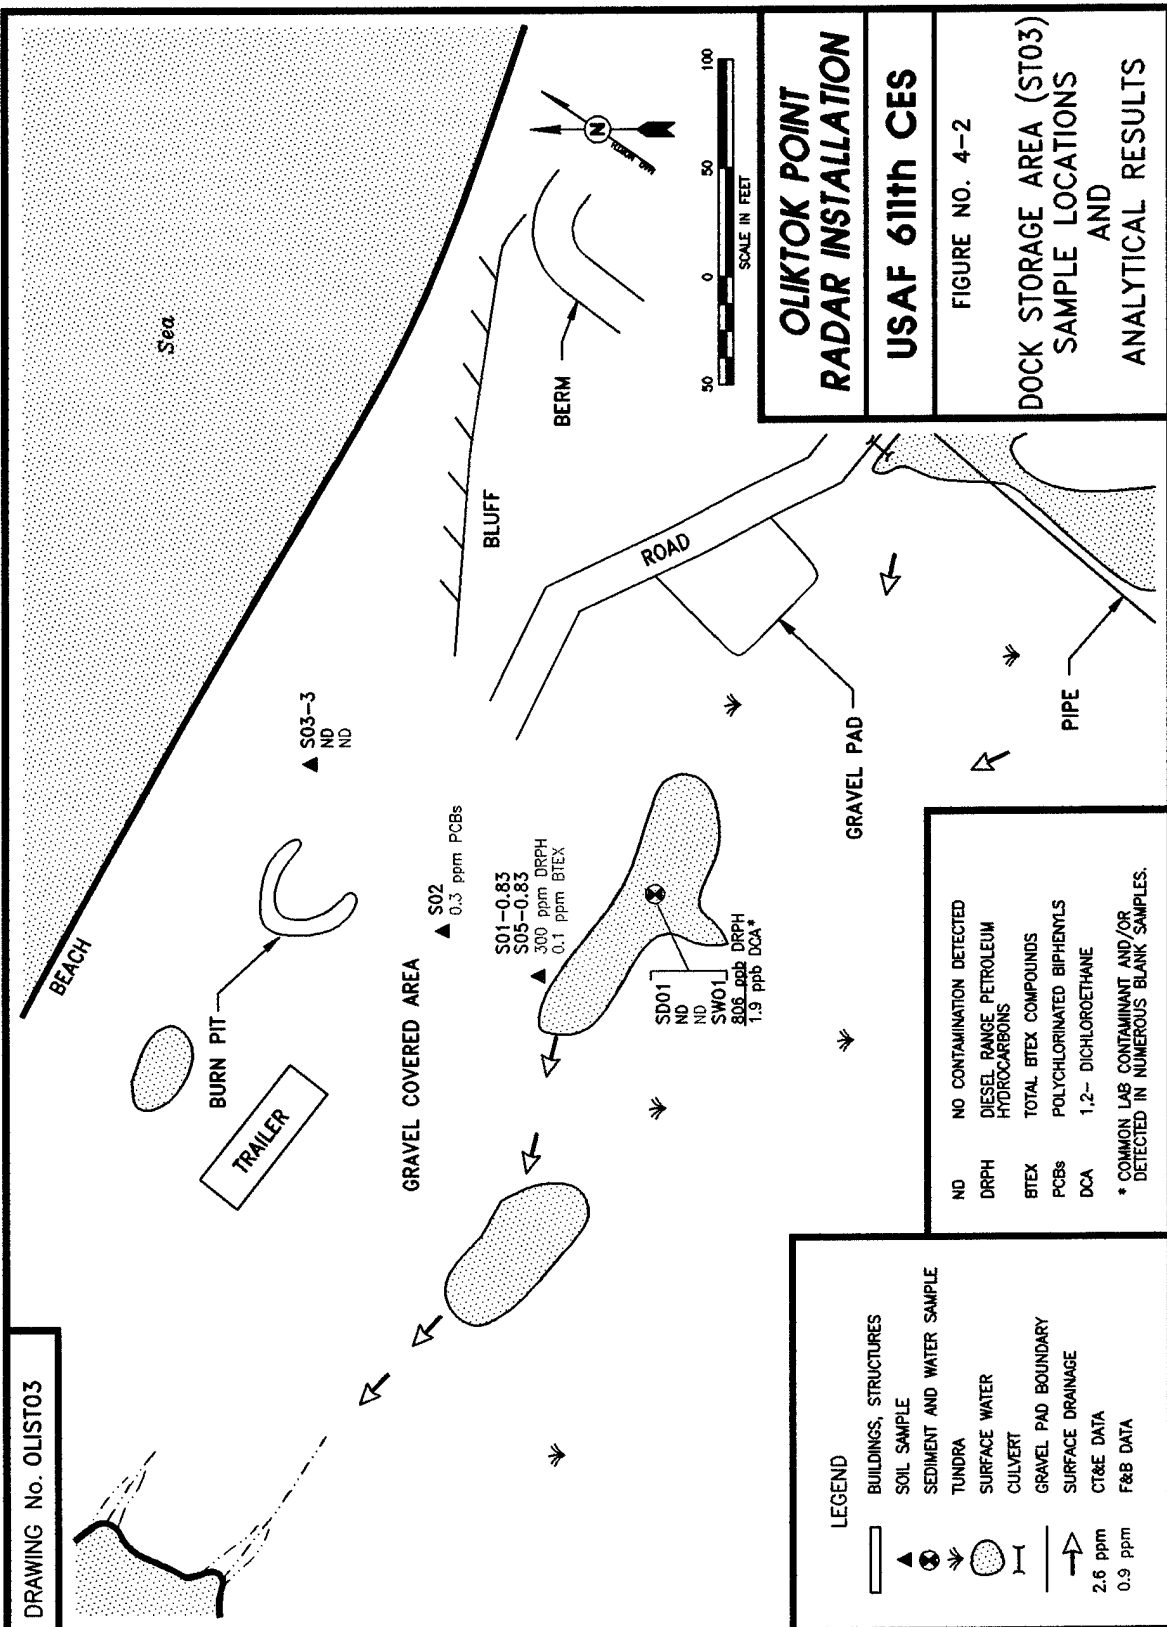 DRAWING No. OLIST03
Sea
BEACH
BURN PIT
TRAILER
S03-3
ND
ND
S02
0.3 ppm PCBs
GRAVEL COVERED AREA
S01-0.83
S05-0.83
300 ppm DRPH
0.1 ppm BTEX
SD01
ND
ND
SW01
806 ppb DRPH
1.9 ppb DCA*
BLUFF
BERM
ROAD
GRAVEL PAD
PIPE
N
50 0 50 100
SCALE IN FEET
LEGEND
BUILDINGS, STRUCTURES
SOIL SAMPLE
SEDIMENT AND WATER SAMPLE
TUNDRA
SURFACE WATER
CULVERT
GRAVEL PAD BOUNDARY
SURFACE DRAINAGE
2.6 ppm CT&E DATA
0.9 ppm F&B DATA
ND NO CONTAMINATION DETECTED
DRPH DIESEL RANGE PETROLEUM
HYDROCARBONS
BTEX TOTAL BTEX COMPOUNDS
PCBs POLYCHLORINATED BIPHENYLS
DCA 1,2- DICHLOROETHANE
* COMMON LAB CONTAMINANT AND/OR
DETECTED IN NUMEROUS BLANK SAMPLES.
OLIKTOK POINT
RADAR INSTALLATION
USAF 611th CES
FIGURE NO. 4-2
DOCK STORAGE AREA (ST03)
SAMPLE LOCATIONS
AND
ANALYTICAL RESULTS